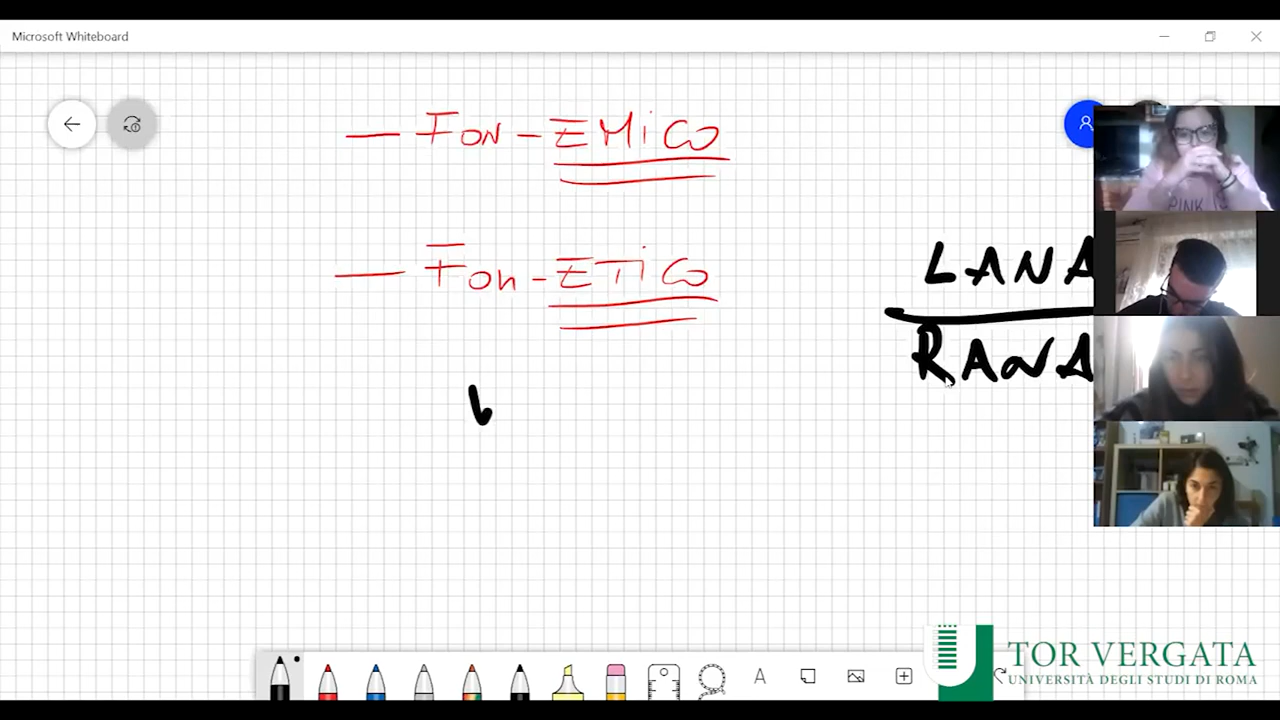 Microsoft Whiteboard
— FON - EMiCO
— Fon - ETiCO
LANA
RANA
PINK
TOR VERGATA
UNIVERSITÀ DEGLI STUDI DI ROMA